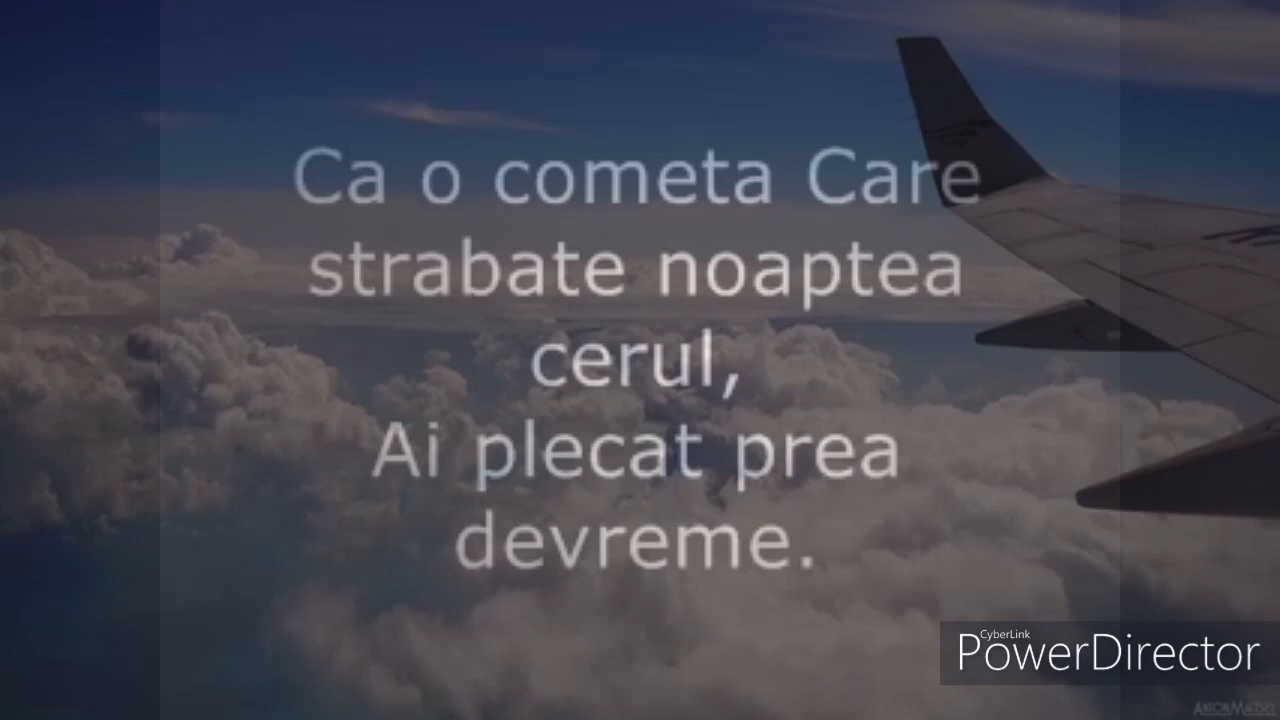 Ca o cometa Care
strabate noaptea
cerul,
Ai plecat prea
devreme.
CyberLink
PowerDirector